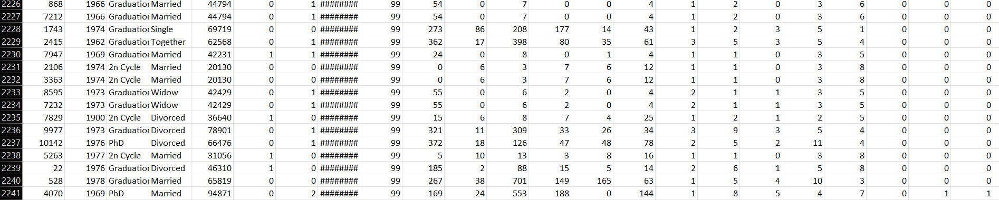 2226 868 1966 Graduation Married 44794 0 1 ######## 99 54 0 7 0 0 4 1 2 0 3 6 0 0 0
2227 7212 1966 Graduation Married 44794 0 1 ######## 99 54 0 7 0 0 4 1 2 0 3 6 0 0 0
2228 1743 1974 Graduation Single 69719 0 0 ######## 99 273 86 208 177 14 43 1 2 3 5 1 0 0 0
2229 2415 1962 Graduation Together 62568 0 1 ######## 99 362 17 398 80 35 61 3 5 3 5 4 0 0 0
2230 7947 1969 Graduation Married 42231 1 1 ######## 99 24 0 8 0 1 4 1 1 0 3 5 0 0 0
2231 2106 1974 2n Cycle Married 20130 0 0 ######## 99 0 6 3 7 6 12 1 1 0 3 8 0 0 0
2232 3363 1974 2n Cycle Married 20130 0 0 ######## 99 0 6 3 7 6 12 1 1 0 3 8 0 0 0
2233 8595 1973 Graduation Widow 42429 0 1 ######## 99 55 0 6 2 0 4 2 1 1 3 5 0 0 0
2234 7232 1973 Graduation Widow 42429 0 1 ######## 99 55 0 6 2 0 4 2 1 1 3 5 0 0 0
2235 7829 1900 2n Cycle Divorced 36640 1 0 ######## 99 15 6 8 7 4 25 1 2 1 2 5 0 0 0
2236 9977 1973 Graduation Divorced 78901 0 1 ######## 99 321 11 309 33 26 34 3 9 3 5 4 0 0 0
2237 10142 1976 PhD Divorced 66476 0 1 ######## 99 372 18 126 47 48 78 2 5 2 11 4 0 0 0
2238 5263 1977 2n Cycle Married 31056 1 0 ######## 99 5 10 13 3 8 16 1 1 0 3 8 0 0 0
2239 22 1976 Graduation Divorced 46310 1 0 ######## 99 185 2 88 15 5 14 2 6 1 5 8 0 0 0
2240 528 1978 Graduation Married 65819 0 0 ######## 99 267 38 701 149 165 63 1 5 4 10 3 0 0 0
2241 4070 1969 PhD Married 94871 0 2 ######## 99 169 24 553 188 0 144 1 8 5 4 7 0 1 1